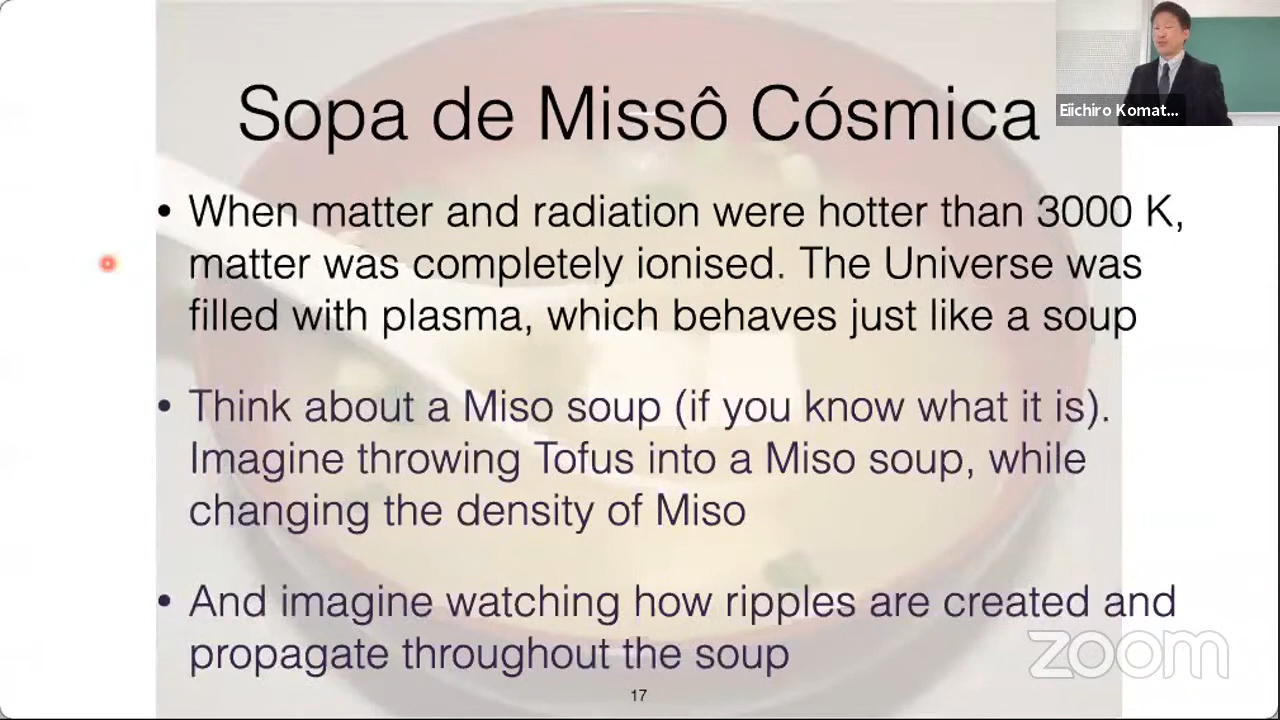 Sopa de Missô Cósmica
Eiichiro Komat...
• When matter and radiation were hotter than 3000 K,
matter was completely ionised. The Universe was
filled with plasma, which behaves just like a soup
• Think about a Miso soup (if you know what it is).
Imagine throwing Tofus into a Miso soup, while
changing the density of Miso
• And imagine watching how ripples are created and
propagate throughout the soup
zoom
17